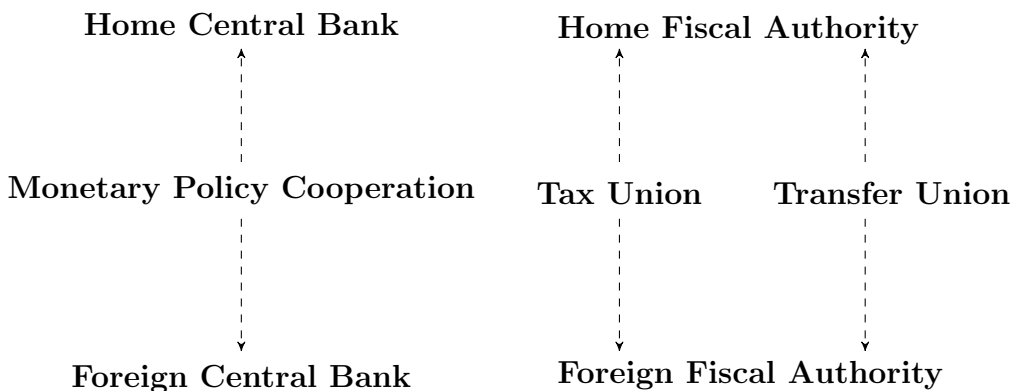 Home Central Bank
Home Fiscal Authority
Monetary Policy Cooperation
Tax Union
Transfer Union
Foreign Central Bank
Foreign Fiscal Authority